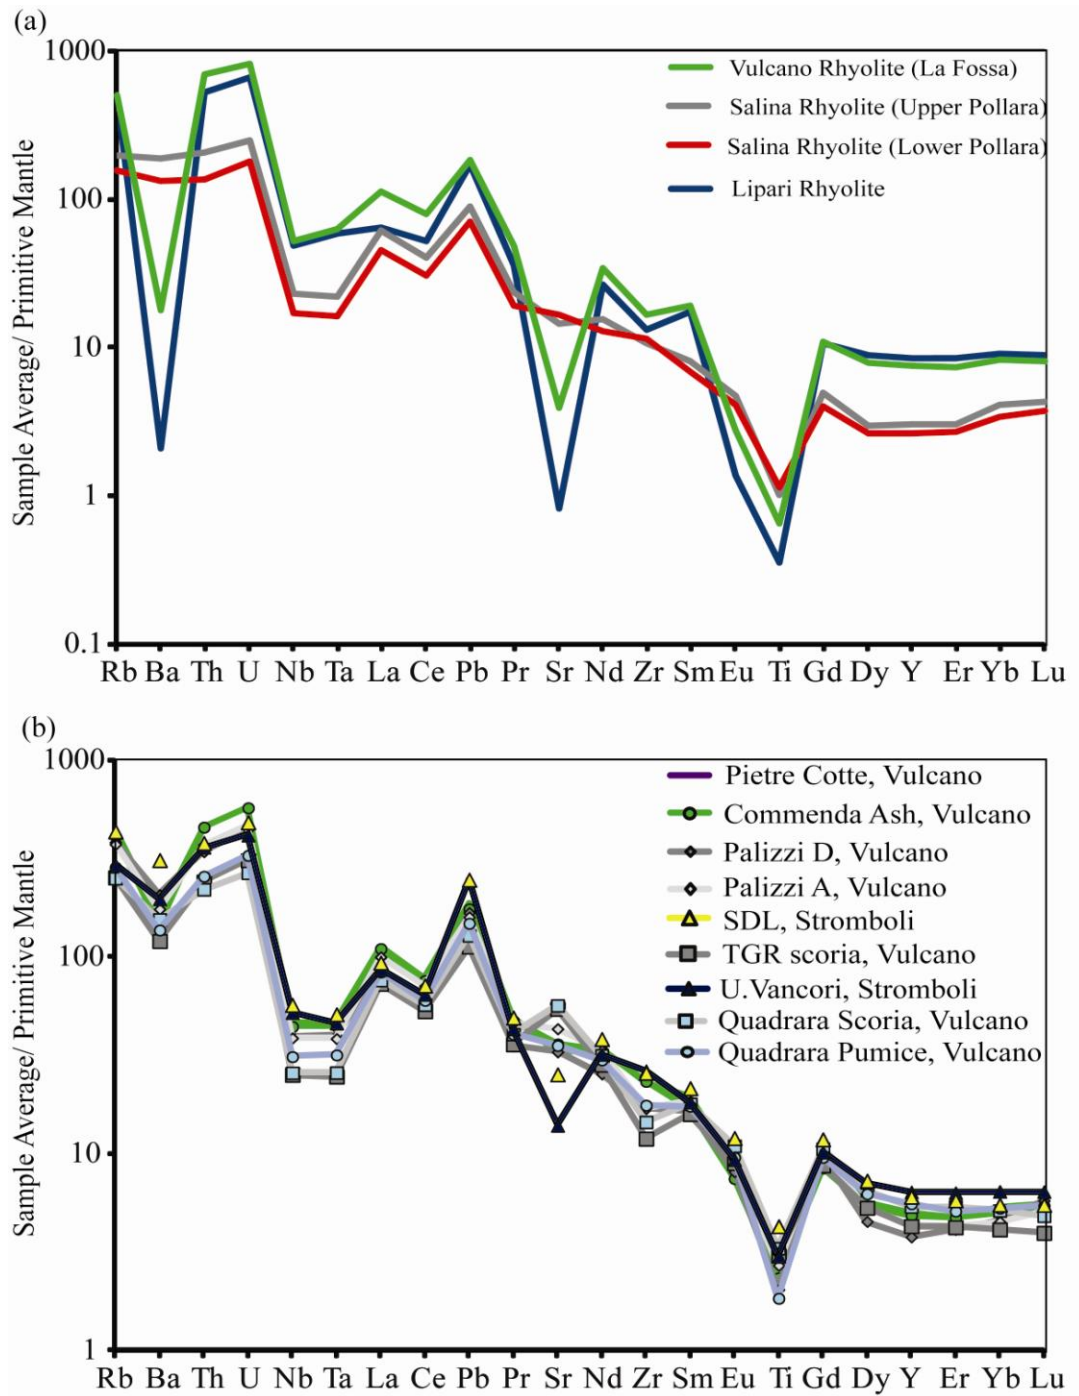 (a)
1000
100
10
1
0.1
Sample Average/ Primitive Mantle
Vulcano Rhyolite (La Fossa)
Salina Rhyolite (Upper Pollara)
Salina Rhyolite (Lower Pollara)
Lipari Rhyolite
Rb Ba Th U Nb Ta La Ce Pb Pr Sr Nd Zr Sm Eu Ti Gd Dy Y Er Yb Lu
(b)
1000
100
10
1
Sample Average/ Primitive Mantle
Pietre Cotte, Vulcano
Commenda Ash, Vulcano
Palizzi D, Vulcano
Palizzi A, Vulcano
SDL, Stromboli
TGR scoria, Vulcano
U.Vancori, Stromboli
Quadrara Scoria, Vulcano
Quadrara Pumice, Vulcano
Rb Ba Th U Nb Ta La Ce Pb Pr Sr Nd Zr Sm Eu Ti Gd Dy Y Er Yb Lu